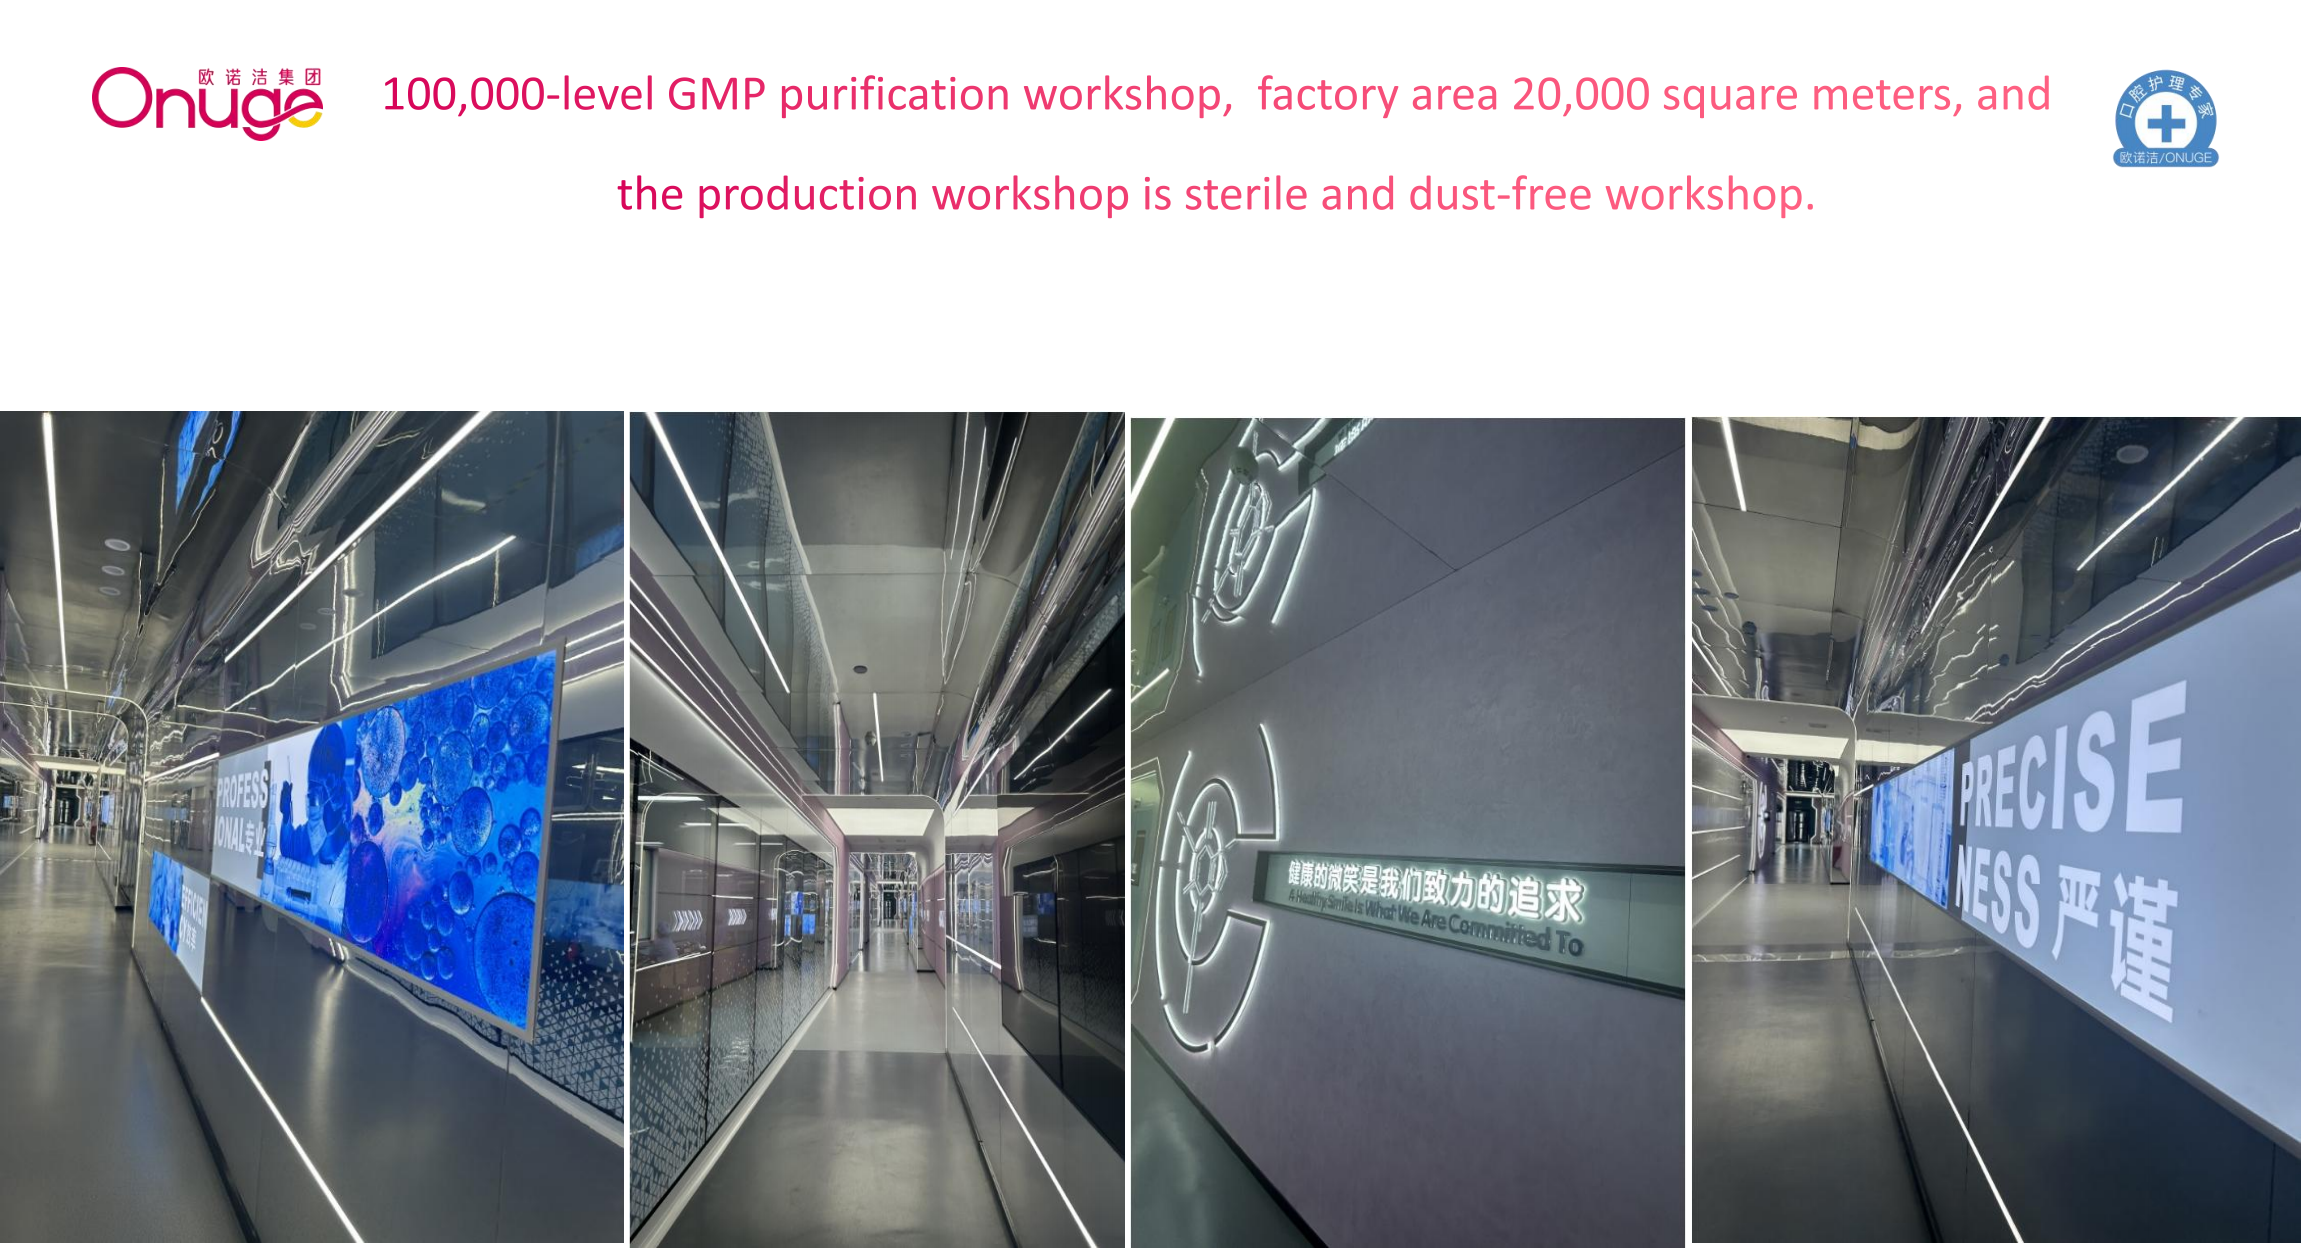 欧诺洁集团
Onuge
100,000-level GMP purification workshop, factory area 20,000 square meters, and
the production workshop is sterile and dust-free workshop.
口腔护理专家
欧诺洁/ONUGE
PROFESS
IONAL专业
EFFICIEN
健康的微笑是我们致力的追求
A Healthy Smile Is What We Are Committed To
PRECISE
NESS 严谨